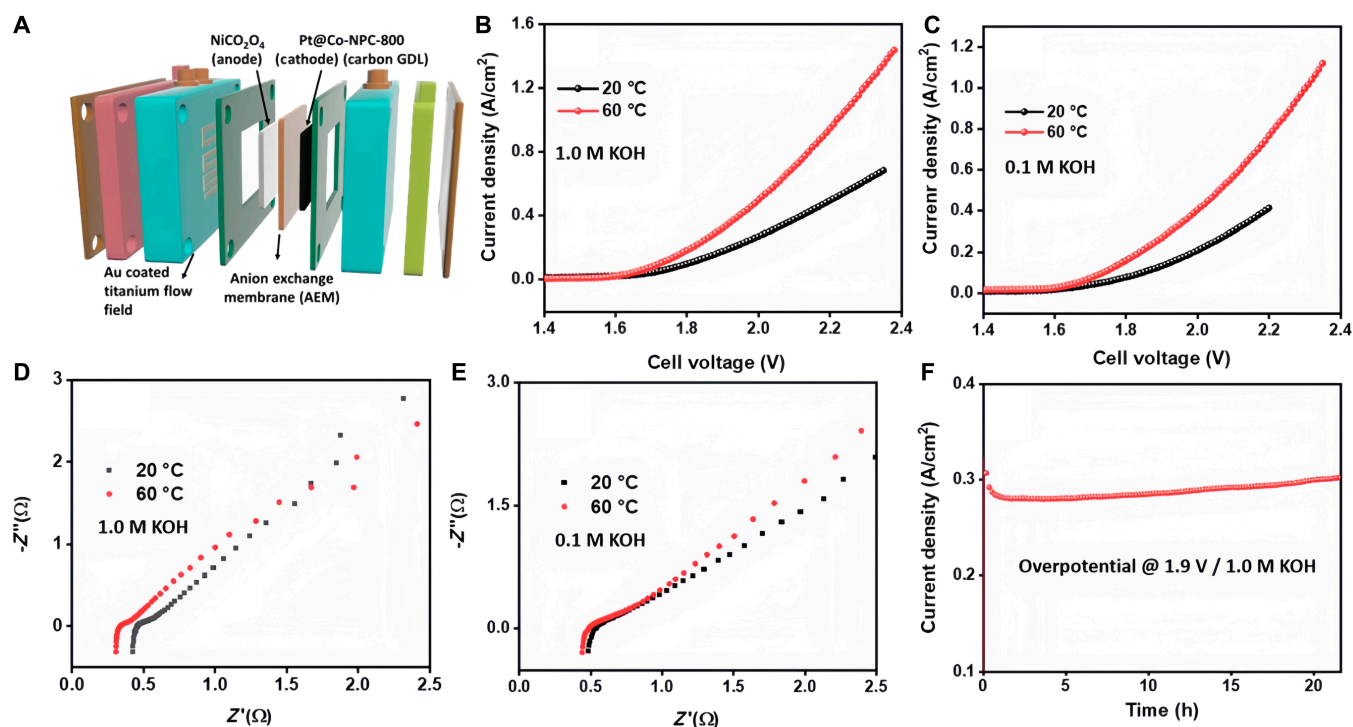 A
NiCO₂O₄
(anode)
Pt@Co-NPC-800
(cathode) (carbon GDL)
Au coated
titanium flow
field
Anion exchange
membrane (AEM)
B
Current density (A/cm²)
1.6
1.2
0.8
0.4
0.0
20 °C
60 °C
1.0 M KOH
1.4
1.6
1.8
2.0
2.2
2.4
Cell voltage (V)
C
Currenr density (A/cm²)
1.2
1.0
0.8
0.6
0.4
0.2
0.0
20 °C
60 °C
0.1 M KOH
1.4
1.6
1.8
2.0
2.2
2.4
Cell voltage (V)
D
-Z"(Ω)
3
2
1
0
20 °C
60 °C
1.0 M KOH
0.0
0.5
1.0
1.5
2.0
2.5
Z'(Ω)
E
-Z"(Ω)
3.0
1.5
0.0
20 °C
60 °C
0.1 M KOH
0.0
0.5
1.0
1.5
2.0
2.5
Z'(Ω)
F
Current density (A/cm²)
0.4
0.3
0.2
0.1
Overpotential @ 1.9 V / 1.0 M KOH
0
5
10
15
20
Time (h)